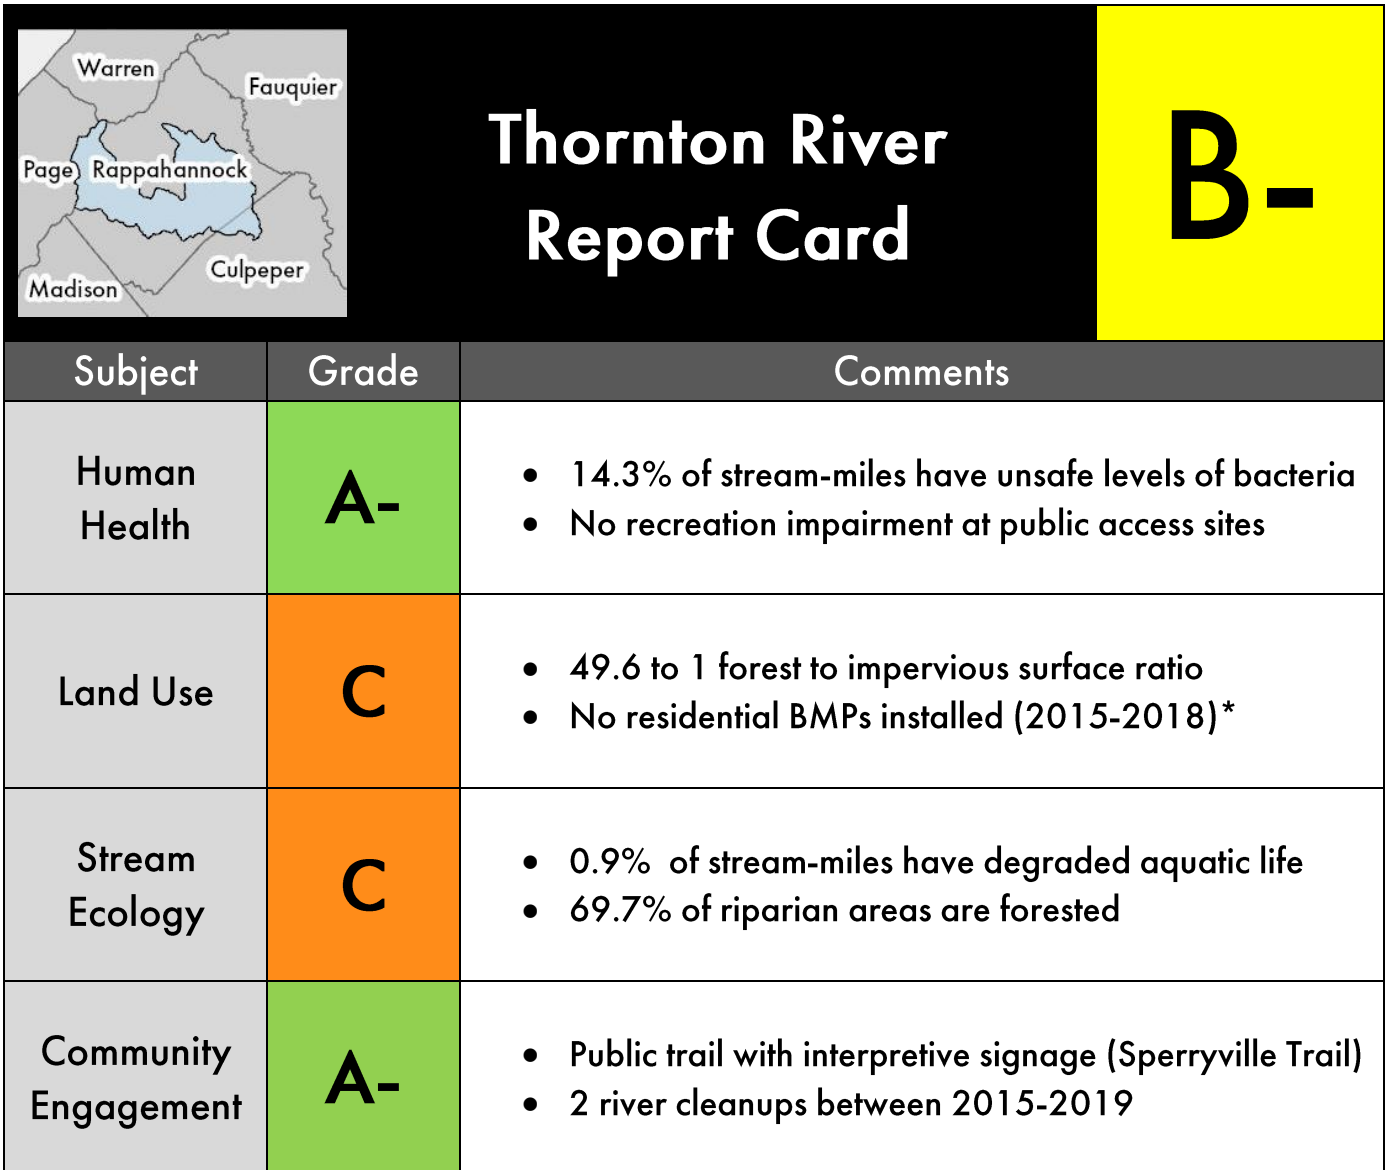 Warren
Fauquier
Page
Rappahannock
Culpeper
Madison
Thornton River
Report Card
B-
Subject
Grade
Comments
Human
Health
A-
• 14.3% of stream-miles have unsafe levels of bacteria
• No recreation impairment at public access sites
Land Use
C
• 49.6 to 1 forest to impervious surface ratio
• No residential BMPs installed (2015-2018)*
Stream
Ecology
C
• 0.9% of stream-miles have degraded aquatic life
• 69.7% of riparian areas are forested
Community
Engagement
A-
• Public trail with interpretive signage (Sperryville Trail)
• 2 river cleanups between 2015-2019